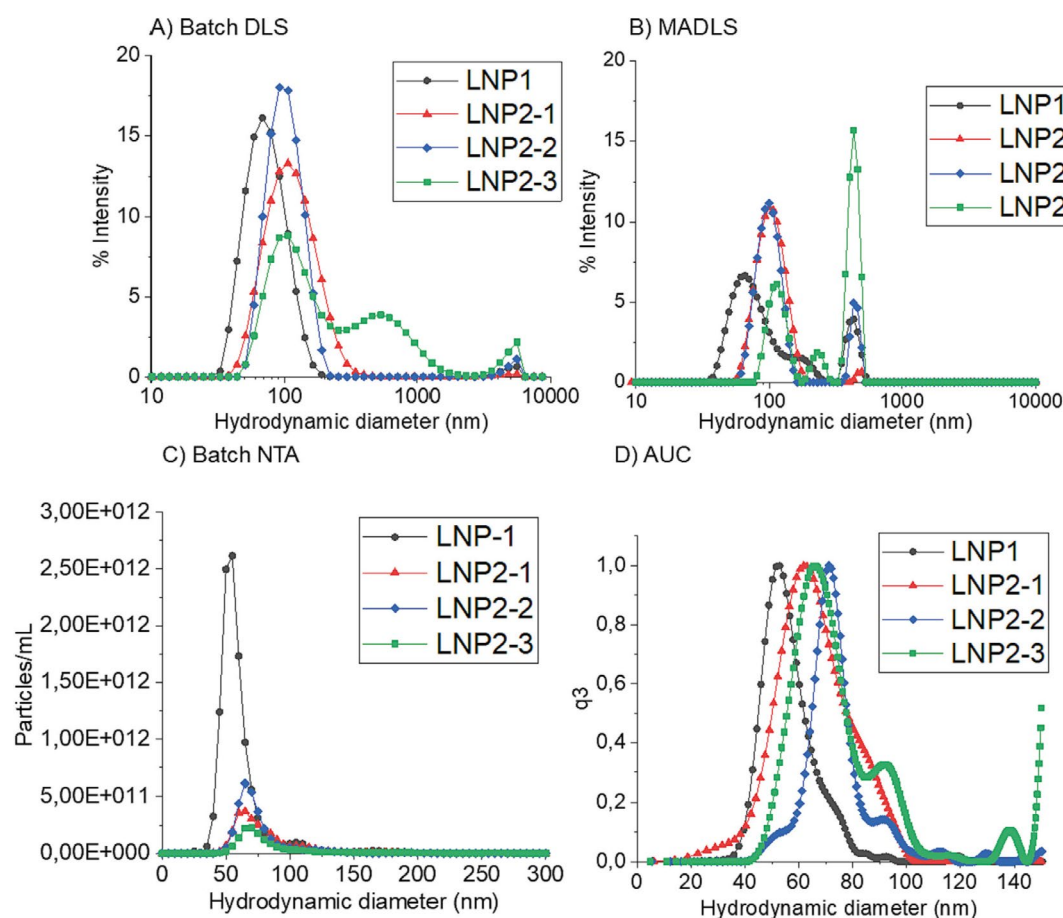 A) Batch DLS
20
15
10
5
0
% Intensity
LNP1
LNP2-1
LNP2-2
LNP2-3
10
100
1000
10000
Hydrodynamic diameter (nm)
B) MADLS
20
15
10
5
0
% Intensity
LNP1
LNP2
LNP2
LNP2
10
100
1000
10000
Hydrodynamic diameter (nm)
C) Batch NTA
3,00E+012
2,50E+012
2,00E+012
1,50E+012
1,00E+012
5,00E+011
0,00E+000
Particles/mL
LNP-1
LNP2-1
LNP2-2
LNP2-3
0
50
100
150
200
250
300
Hydrodynamic diameter (nm)
D) AUC
1,0
0,8
0,6
0,4
0,2
0,0
q3
LNP1
LNP2-1
LNP2-2
LNP2-3
0
20
40
60
80
100
120
140
Hydrodynamic diameter (nm)